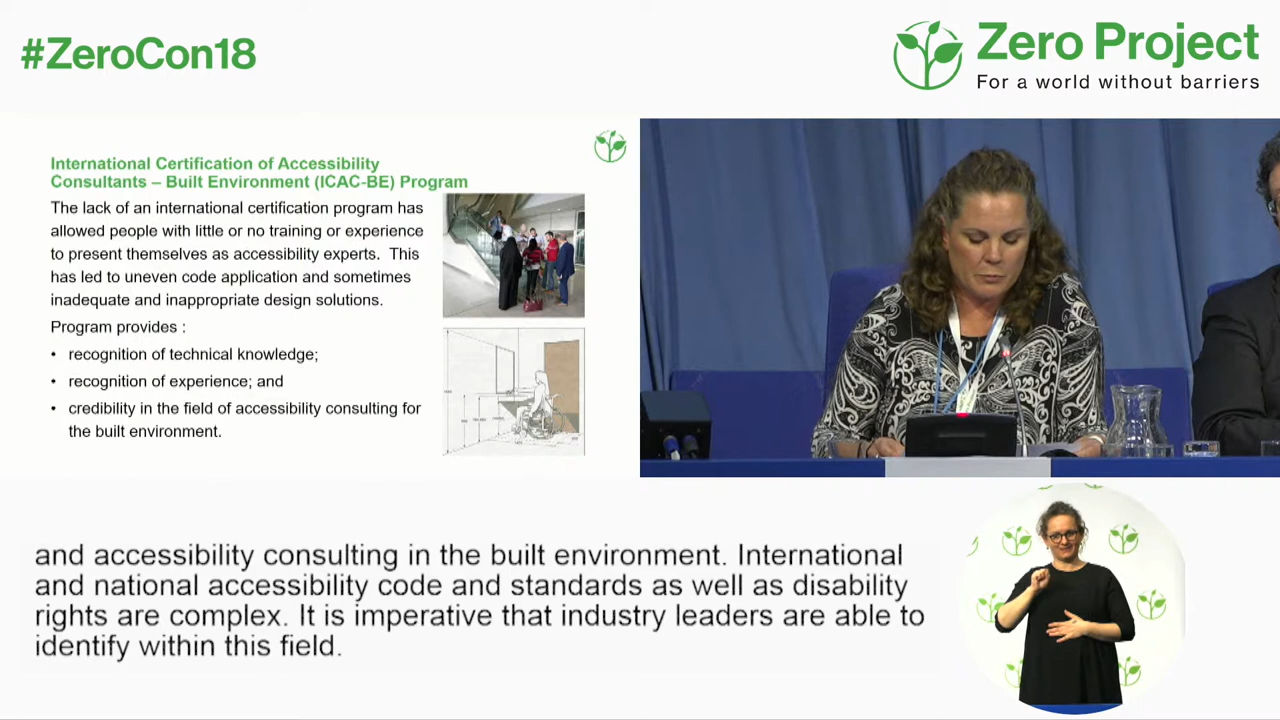 #ZeroCon18
Zero Project
For a world without barriers
International Certification of Accessibility
Consultants – Built Environment (ICAC-BE) Program
The lack of an international certification program has
allowed people with little or no training or experience
to present themselves as accessibility experts. This
has led to uneven code application and sometimes
inadequate and inappropriate design solutions.
Program provides :
• recognition of technical knowledge;
• recognition of experience; and
• credibility in the field of accessibility consulting for
the built environment.
and accessibility consulting in the built environment. International
and national accessibility code and standards as well as disability
rights are complex. It is imperative that industry leaders are able to
identify within this field.